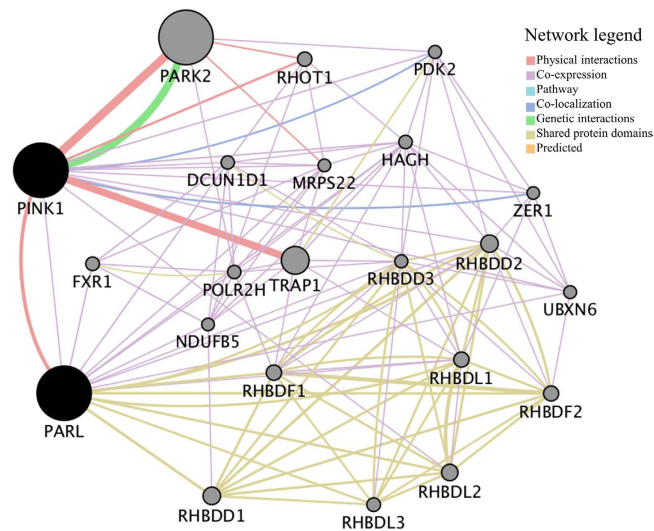 Network legend
Physical interactions
Co-expression
Pathway
Co-localization
Genetic interactions
Shared protein domains
Predicted
PARK2
RHOT1
PDK2
HAGH
DCUN1D1
MRPS22
PINK1
ZER1
RHBDD2
FXR1
POLR2H
TRAP1
RHBDD3
UBXN6
NDUFB5
RHBDF1
RHBDL1
RHBDF2
PARL
RHBDL2
RHBDD1
RHBDL3